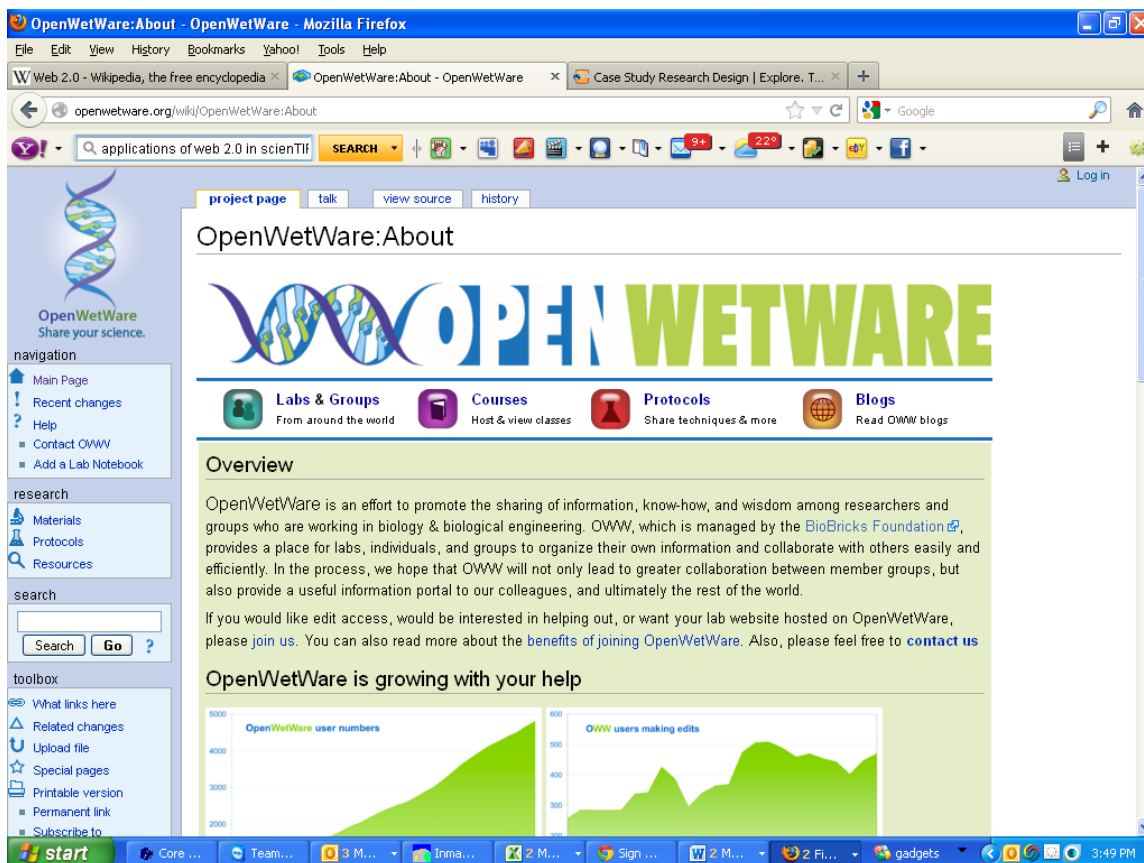 OpenWetWare:About - OpenWetWare - Mozilla Firefox
File Edit View History Bookmarks Yahoo! Tools Help
Web 2.0 - Wikipedia, the free encyclopedia × OpenWetWare:About - OpenWetWare × Case Study Research Design | Explore. T... × +
openwetware.org/wiki/OpenWetWare:About
Google
applications of web 2.0 in scienTIF
SEARCH
9+
22°
Log in
project page talk view source history
OpenWetWare:About
OPENWETWARE
OpenWetWare
Share your science.
Labs & Groups
From around the world
Courses
Host & view classes
Protocols
Share techniques & more
Blogs
Read OWW blogs
navigation
Main Page
Recent changes
Help
Contact OWW
Add a Lab Notebook
research
Materials
Protocols
Resources
search
Search Go ?
toolbox
What links here
Related changes
Upload file
Special pages
Printable version
Permanent link
Subscribe to
Overview
OpenWetWare is an effort to promote the sharing of information, know-how, and wisdom among researchers and
groups who are working in biology & biological engineering. OWW, which is managed by the BioBricks Foundation,
provides a place for labs, individuals, and groups to organize their own information and collaborate with others easily and
efficiently. In the process, we hope that OWW will not only lead to greater collaboration between member groups, but
also provide a useful information portal to our colleagues, and ultimately the rest of the world.
If you would like edit access, would be interested in helping out, or want your lab website hosted on OpenWetWare,
please join us. You can also read more about the benefits of joining OpenWetWare. Also, please feel free to contact us
OpenWetWare is growing with your help
OpenWetWare user numbers
5000
4000
3000
2000
OWW users making edits
600
500
400
300
200
start Core ... Team... 3 M... Inma... 2 M... Sign ... 2 M... 2 Fi... gadgets 3:49 PM